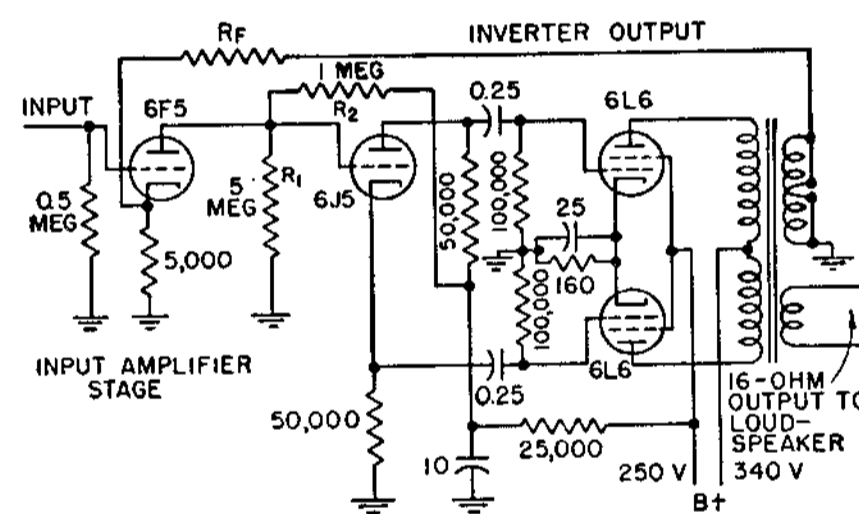 RF
INVERTER OUTPUT
1 MEG
R2
INPUT
6F5
0.25
6L6
0.5
MEG
5
MEG
R1
6J5
50,000
100,000
25
160
5,000
100,000
INPUT AMPLIFIER
STAGE
6L6
0.25
16-OHM
OUTPUT TO
LOUD-
SPEAKER
50,000
10
25,000
250 V
340 V
B+